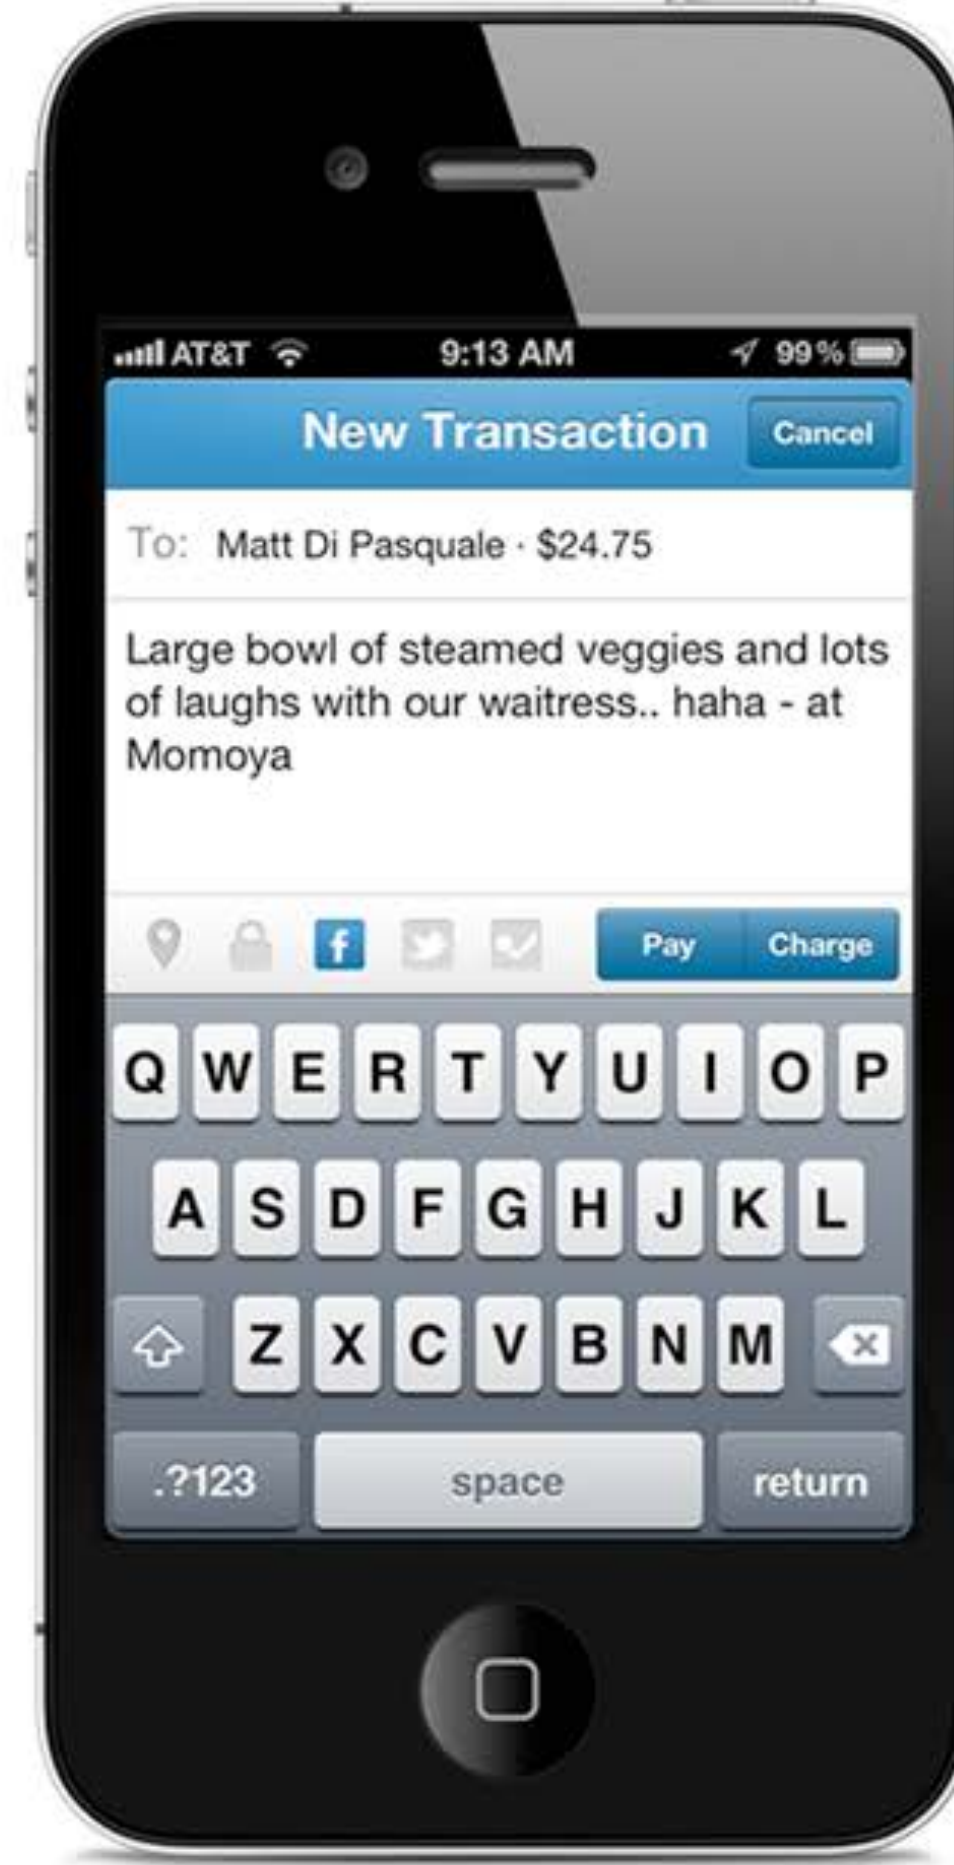 AT&T 9:13 AM 99%
New Transaction Cancel
To: Matt Di Pasquale · $24.75
Large bowl of steamed veggies and lots
of laughs with our waitress.. haha - at
Momoya
f Pay Charge
Q W E R T Y U I O P
A S D F G H J K L
Z X C V B N M
.?123 space return